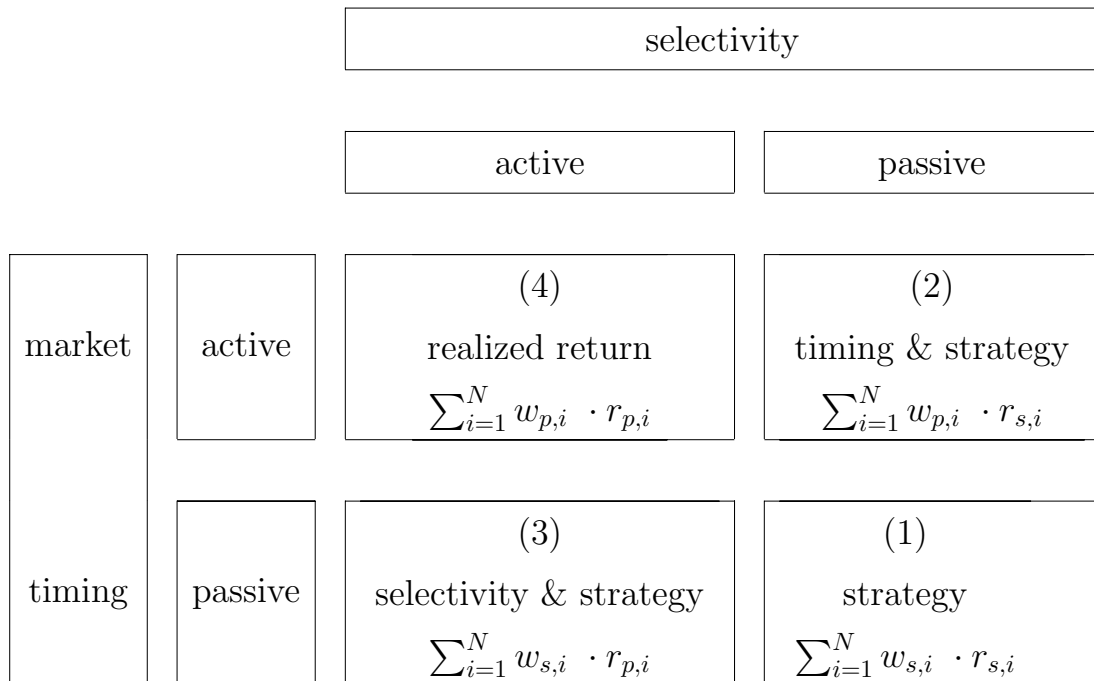 selectivity
active passive
(4) (2)
market active realized return timing & strategy
∑_{i=1}^{N} w_{p,i} · r_{p,i} ∑_{i=1}^{N} w_{p,i} · r_{s,i}
(3) (1)
timing passive selectivity & strategy strategy
∑_{i=1}^{N} w_{s,i} · r_{p,i} ∑_{i=1}^{N} w_{s,i} · r_{s,i}